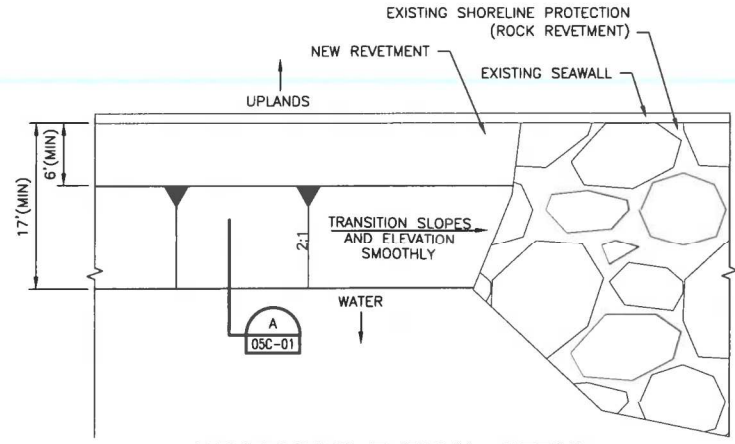 EXISTING SHORELINE PROTECTION
(ROCK REVETMENT)
NEW REVETMENT
EXISTING SEAWALL
UPLANDS
6'(MIN)
17'(MIN)
TRANSITION SLOPES
AND ELEVATION
SMOOTHLY
2:1
WATER
A
05C-01